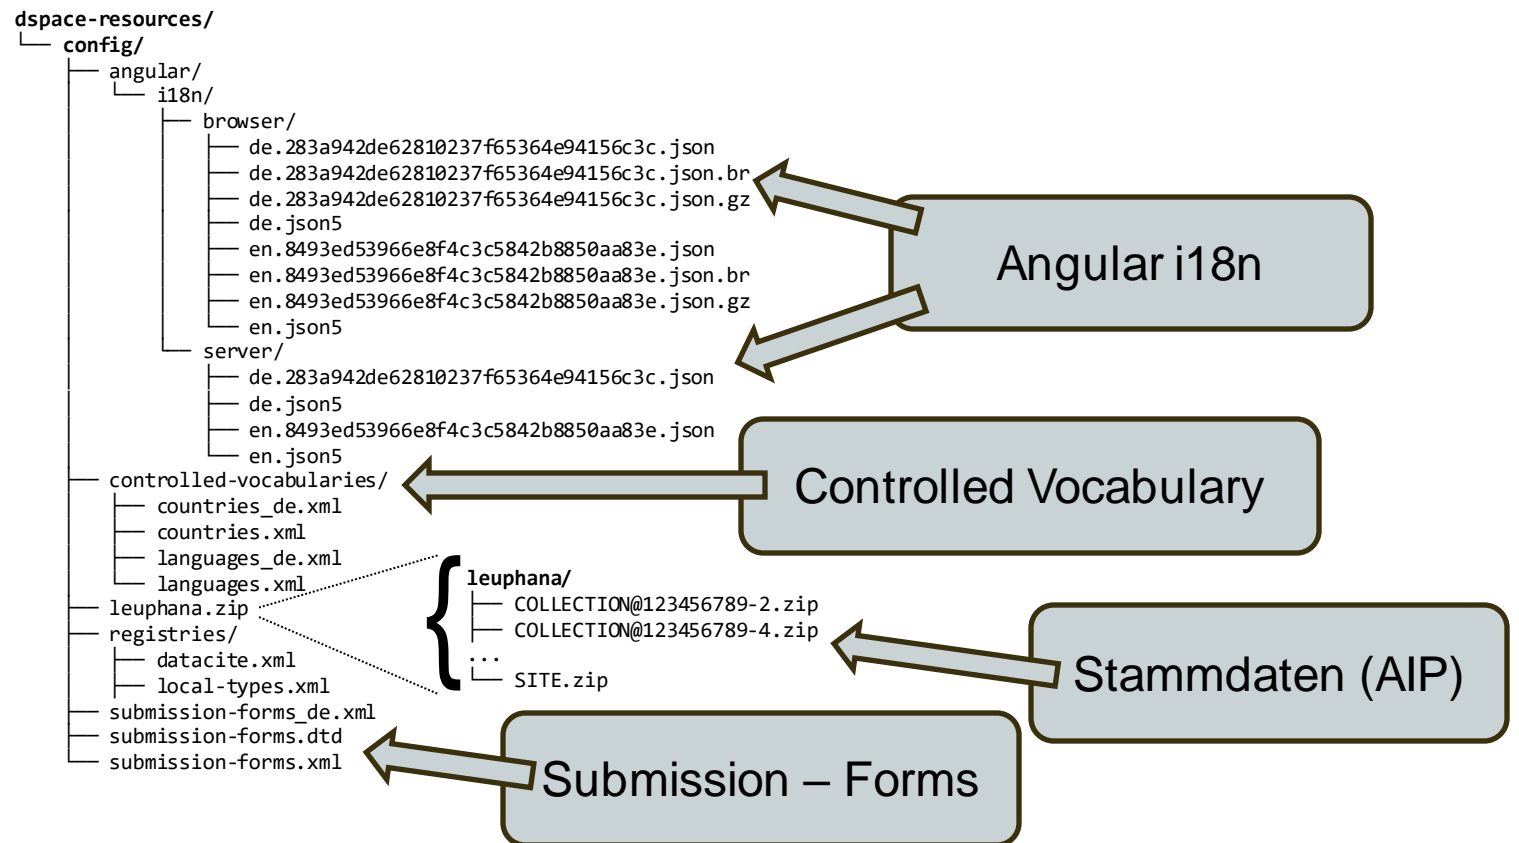 dspace-resources/
└── config/
├── angular/
│ └── i18n/
│ ├── browser/
│ │ ├── de.283a942de62810237f65364e94156c3c.json
│ │ ├── de.283a942de62810237f65364e94156c3c.json.br
│ │ ├── de.283a942de62810237f65364e94156c3c.json.gz
│ │ ├── de.json5
│ │ ├── en.8493ed53966e8f4c3c5842b8850aa83e.json
│ │ ├── en.8493ed53966e8f4c3c5842b8850aa83e.json.br
│ │ ├── en.8493ed53966e8f4c3c5842b8850aa83e.json.gz
│ │ └── en.json5
│ └── server/
│ ├── de.283a942de62810237f65364e94156c3c.json
│ ├── de.json5
│ ├── en.8493ed53966e8f4c3c5842b8850aa83e.json
│ └── en.json5
├── controlled-vocabularies/
│ ├── countries_de.xml
│ ├── countries.xml
│ ├── languages_de.xml
│ └── languages.xml
├── leuphana.zip
├── registries/
│ ├── datacite.xml
│ ├── local-types.xml
├── submission-forms_de.xml
├── submission-forms.dtd
└── submission-forms.xml
{
leuphana/
├── COLLECTION@123456789-2.zip
├── COLLECTION@123456789-4.zip
...
└── SITE.zip
Angular i18n
Controlled Vocabulary
Stammdaten (AIP)
Submission – Forms